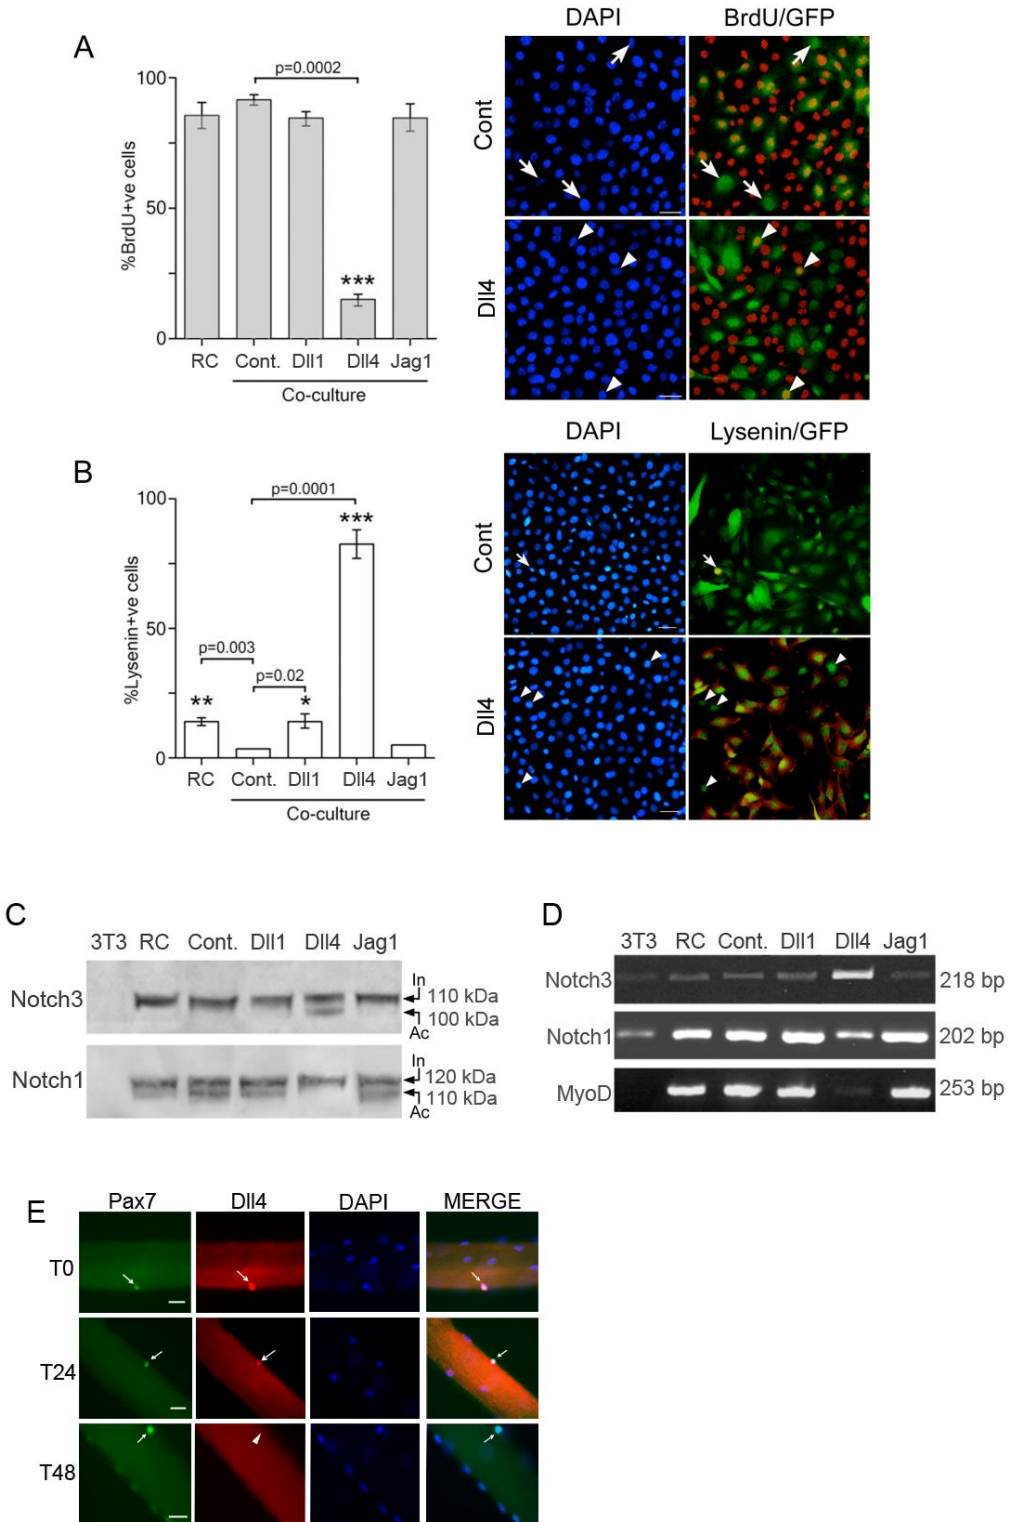 A
p=0.0002
100
50
0
%BrdU+ve cells
***
RC Cont. Dll1 Dll4 Jag1
Co-culture
DAPI BrdU/GFP
Cont
Dll4
B
p=0.0001
100
50
0
%Lysenin+ve cells
***
p=0.003
p=0.02
**
*
RC Cont. Dll1 Dll4 Jag1
Co-culture
DAPI Lysenin/GFP
Cont
Dll4
C
3T3 RC Cont. Dll1 Dll4 Jag1
Notch3
In
110 kDa
100 kDa
Ac
Notch1
In
120 kDa
110 kDa
Ac
D
3T3 RC Cont. Dll1 Dll4 Jag1
Notch3 218 bp
Notch1 202 bp
MyoD 253 bp
E
Pax7 Dll4 DAPI MERGE
T0
T24
T48